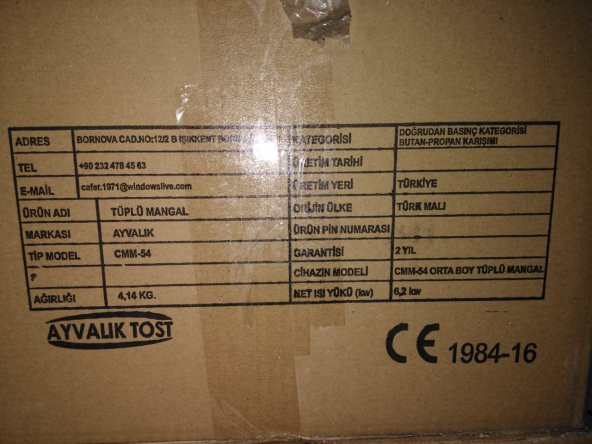 ADRES BORNOVA CAD.NO:12/2 B IŞIKKENT KATEGORİSİ DOĞRUDAN BASINÇ KATEGORİSİ
BUTAN-PROPAN KARIŞIMI
TEL +90 232 478 45 63 ÜRETİM TARİHİ
E-MAİL cafer.1971@windowslive.com ÜRETİM YERİ TÜRKİYE
ÜRÜN ADI TÜPLÜ MANGAL ORİJİN ÜLKE TÜRK MALI
MARKASI AYVALIK ÜRÜN PİN NUMARASI
TİP MODEL CMM-54 GARANTİSİ 2 YIL
CİHAZIN MODELİ CMM-54 ORTA BOY TÜPLÜ MANGAL
AĞIRLIĞI 4,14 KG. NET ISI YÜKÜ (kw) 6,2 kw
AYVALIK TOST
CE 1984-16